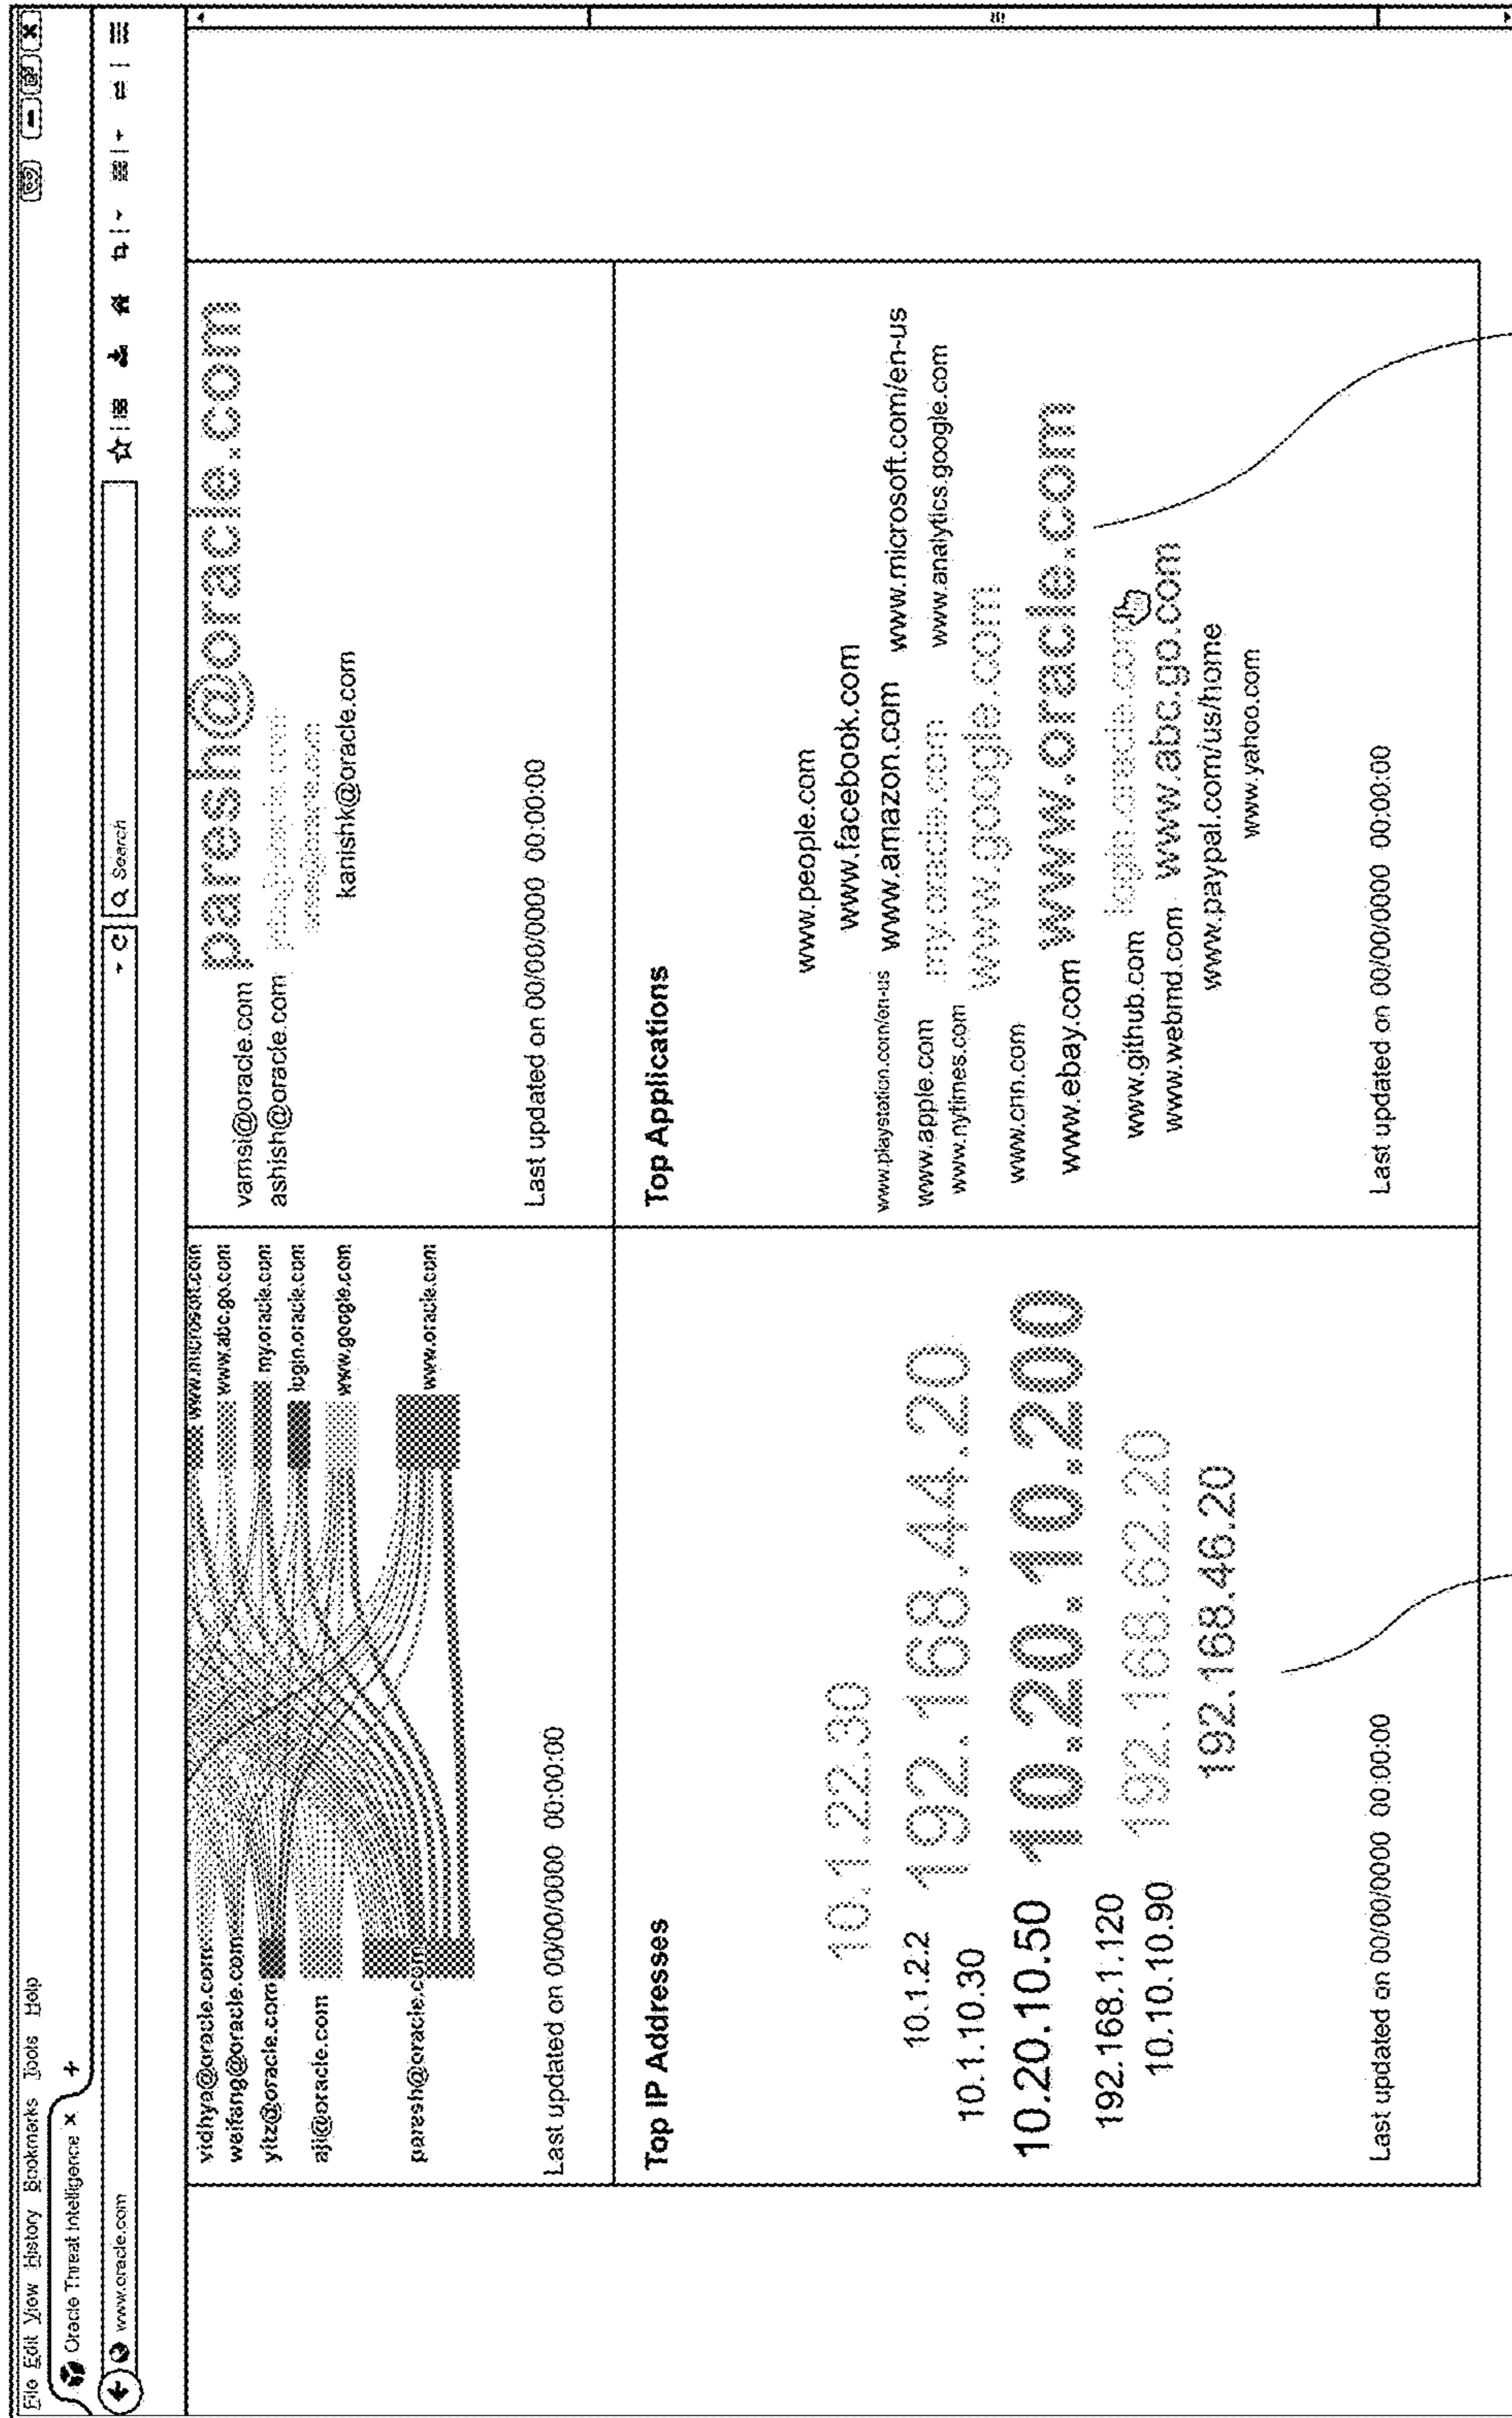 File Edit View History Bookmarks Tools Help
Oracle Threat Intelligence × +
www.oracle.com
Search
vidhya@oracle.com
weifang@oracle.com
yitz@oracle.com
aji@oracle.com
paresh@oracle.com
www.microsoft.com
www.abc.go.com
my.oracle.com
login.oracle.com
www.google.com
www.oracle.com
Last updated on 00/00/0000 00:00:00
paresh@oracle.com
vamsi@oracle.com
ashish@oracle.com
kanishk@oracle.com
Last updated on 00/00/0000 00:00:00
Top IP Addresses
10.1.22.30
10.1.2.2 192.168.44.20
10.1.10.30
10.20.10.50 10.20.10.200
192.168.1.120 192.168.62.20
10.10.10.90
192.168.46.20
Last updated on 00/00/0000 00:00:00
Top Applications
www.people.com
www.facebook.com
www.playstation.com/en-us www.amazon.com www.microsoft.com/en-us
www.apple.com my.oracle.com www.analytics.google.com
www.nytimes.com www.google.com
www.cnn.com
www.ebay.com www.oracle.com
www.github.com login.oracle.com
www.webmd.com www.abc.go.com
www.paypal.com/us/home
www.yahoo.com
Last updated on 00/00/0000 00:00:00